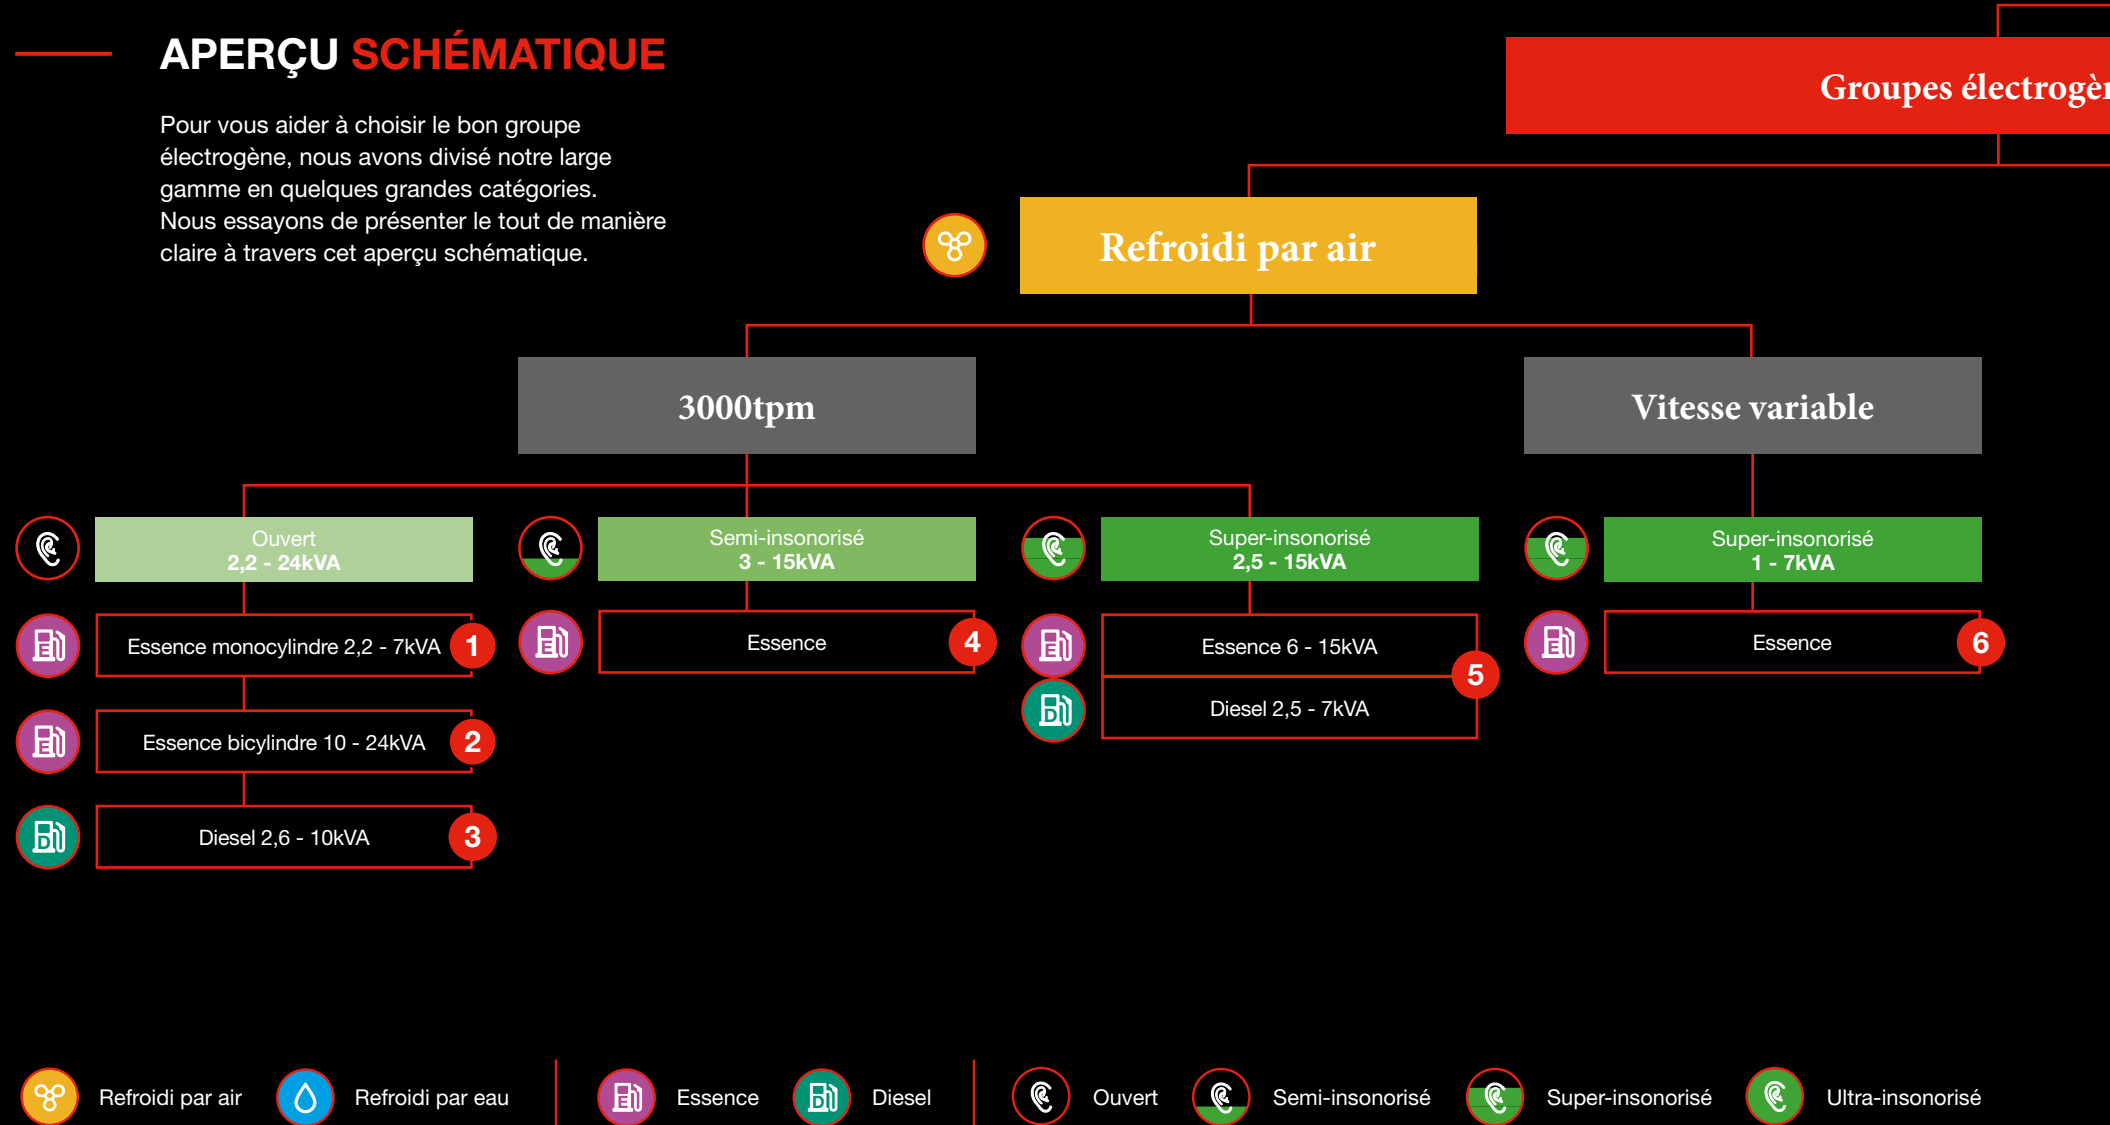 APERÇU SCHÉMATIQUE
Pour vous aider à choisir le bon groupe
électrogène, nous avons divisé notre large
gamme en quelques grandes catégories.
Nous essayons de présenter le tout de manière
claire à travers cet aperçu schématique.
Groupes
Refroidi par air
3000tpm
Vitesse variable
Ouvert
2,2 - 24kVA
Semi-insonorisé
3 - 15kVA
Super-insonorisé
2,5 - 15kVA
Super-insonorisé
1 - 7kVA
E
Essence monocylindre 2,2 - 7kVA
1
E
Essence bicylindre 10 - 24kVA
2
D
Diesel 2,6 - 10kVA
3
E
Essence
4
E
Essence 6 - 15kVA
D
Diesel 2,5 - 7kVA
5
E
Essence
6
Refroidi par air
Refroidi par eau
E
Essence
D
Diesel
Ouvert
Semi-insonorisé
Super-insonorisé
Ultra-insonorisé